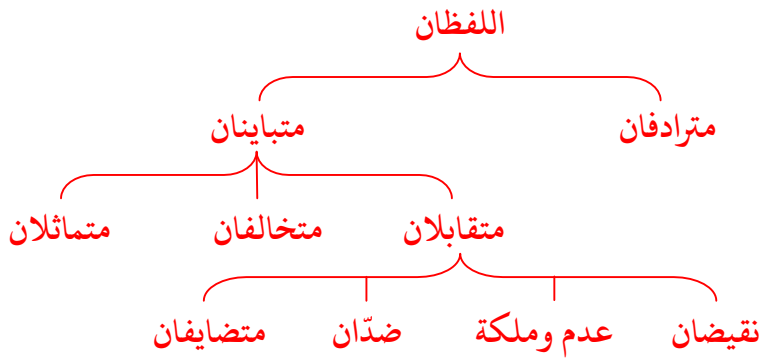 اللفظان
مترادفان متباينان
متقابلان متخالفان متماثلان
نقيضان عدم وملكة ضدّان متضايفان